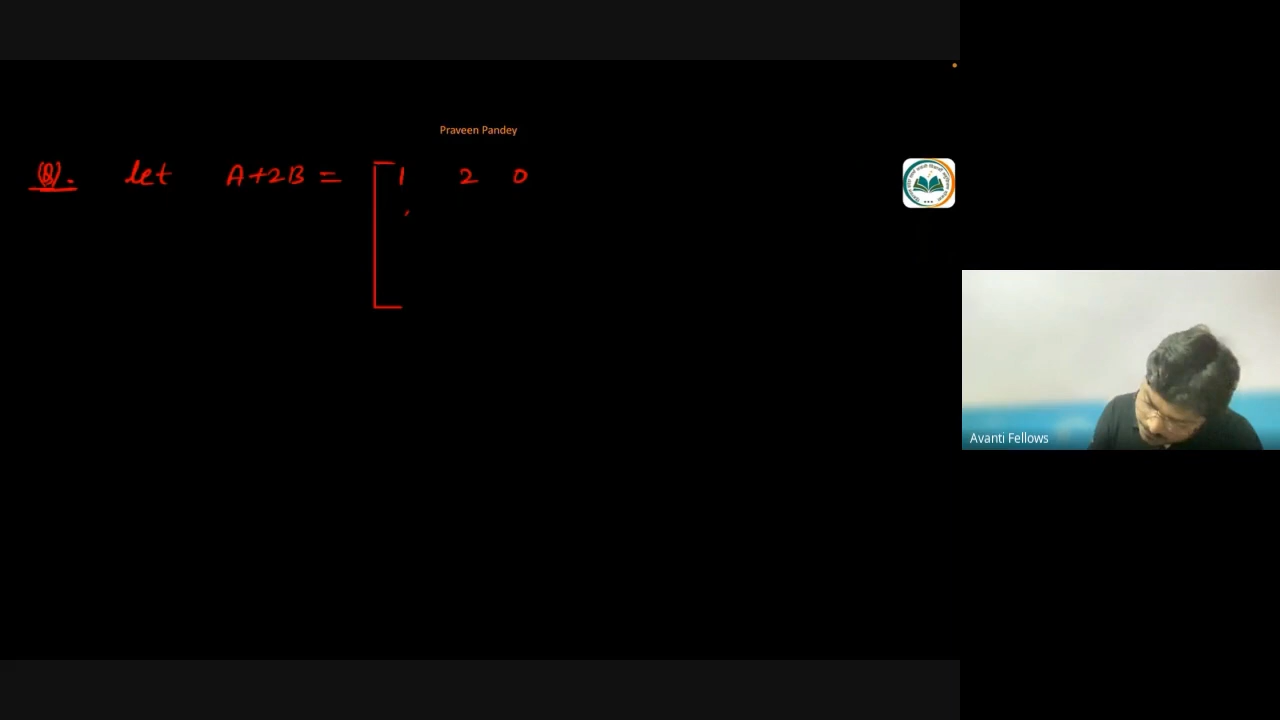 Praveen Pandey
Q. let A+2B = [ 1 2 0
Avanti Fellows